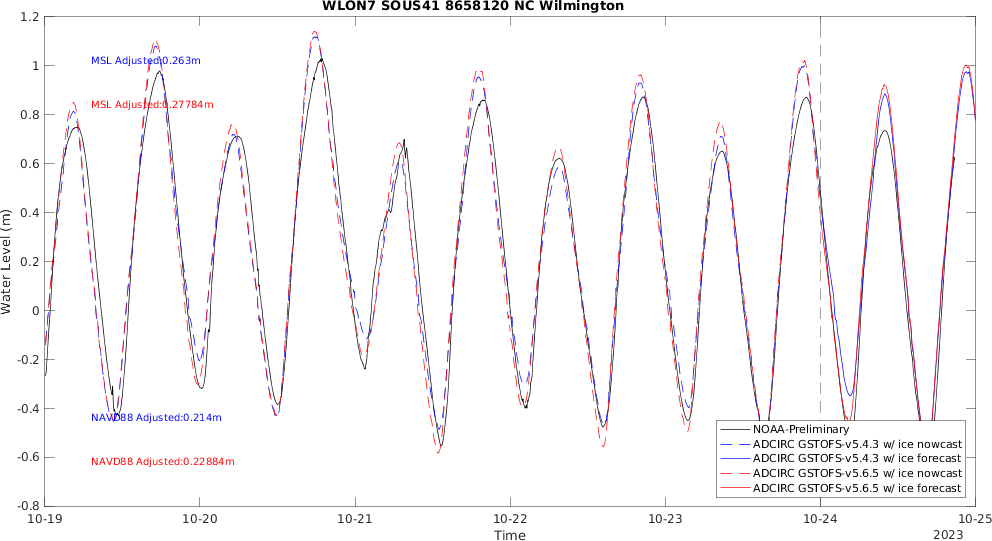 WLON7 SOUS41 8658120 NC Wilmington
1.2
1
0.8
0.6
0.4
0.2
0
-0.2
-0.4
-0.6
-0.8
Water Level (m)
MSL Adjusted:0.263m
MSL Adjusted:0.27784m
NAVD88 Adjusted:0.214m
NAVD88 Adjusted:0.22884m
NOAA-Preliminary
ADCIRC GSTOFS-v5.4.3 w/ ice nowcast
ADCIRC GSTOFS-v5.4.3 w/ ice forecast
ADCIRC GSTOFS-v5.6.5 w/ ice nowcast
ADCIRC GSTOFS-v5.6.5 w/ ice forecast
10-19 10-20 10-21 10-22 10-23 10-24 10-25
Time
2023